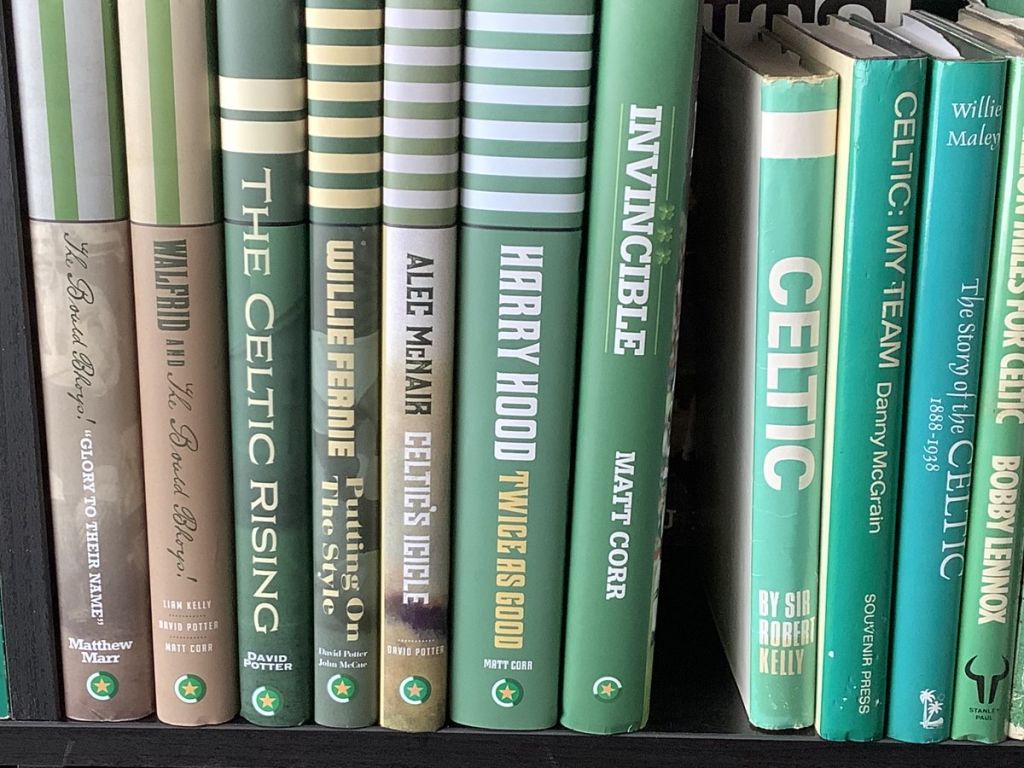 The Bould Bhoys!
"GLORY TO THEIR NAME"
Matthew
Marr
WALFRID AND The Bould Bhoys!
LIAM KELLY
DAVID POTTER
MATT CORR
THE CELTIC RISING
DAVID
POTTER
WILLIE FERNIE
Putting On
The Style
David Potter
John McCue
ALEC McNAIR CELTIC'S ICICLE
DAVID POTTER
HARRY HOOD TWICE AS GOOD
MATT CORR
INVINCIBLE
MATT CORR
CELTIC
BY SIR
ROBERT
KELLY
CELTIC: MY TEAM Danny McGrain
SOUVENIR PRESS
Willie
Maley
The Story of the CELTIC
1888-1938
FOR CELTIC
BOBBY LENNOX
STANLEY
PAUL